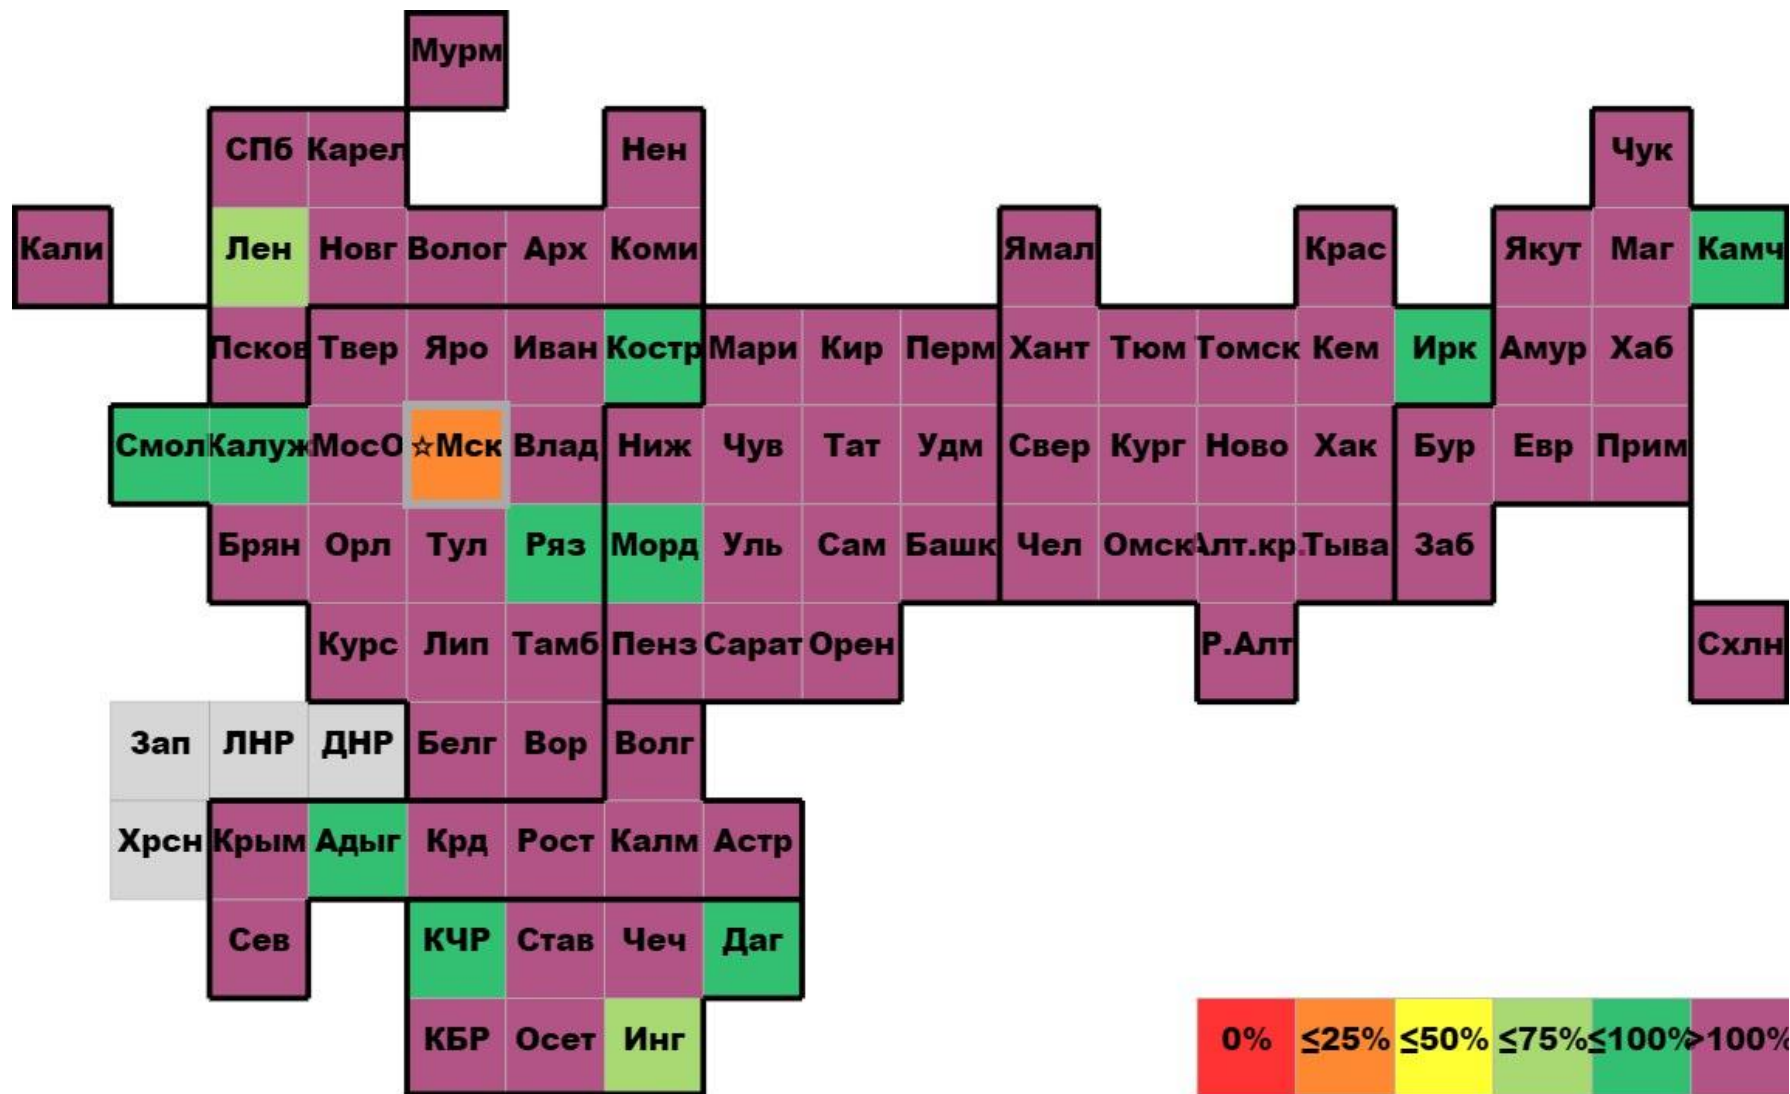 Мурм
СПб Карел Нен Чук
Кали Лен Новг Волог Арх Коми Ямал Крас Якут Маг Камч
Псков Твер Яро Иван Костр Мари Кир Перм Хант Тюм Томск Кем Ирк Амур Хаб
Смол Калуж МосО ☆Мск Влад Ниж Чув Тат Удм Свер Кург Ново Хак Бур Евр Прим
Брян Орл Тул Ряз Морд Уль Сам Башк Чел Омск Алт.кр. Тыва Заб
Курс Лип Тамб Пенз Сарат Орен Р.Алт Схлн
Зап ЛНР ДНР Белг Вор Волг
Хрсн Крым Адыг Крд Рост Калм Астр
Сев КЧР Став Чеч Даг
КБР Осет Инг 0% ≤25% ≤50% ≤75% ≤100% >100%